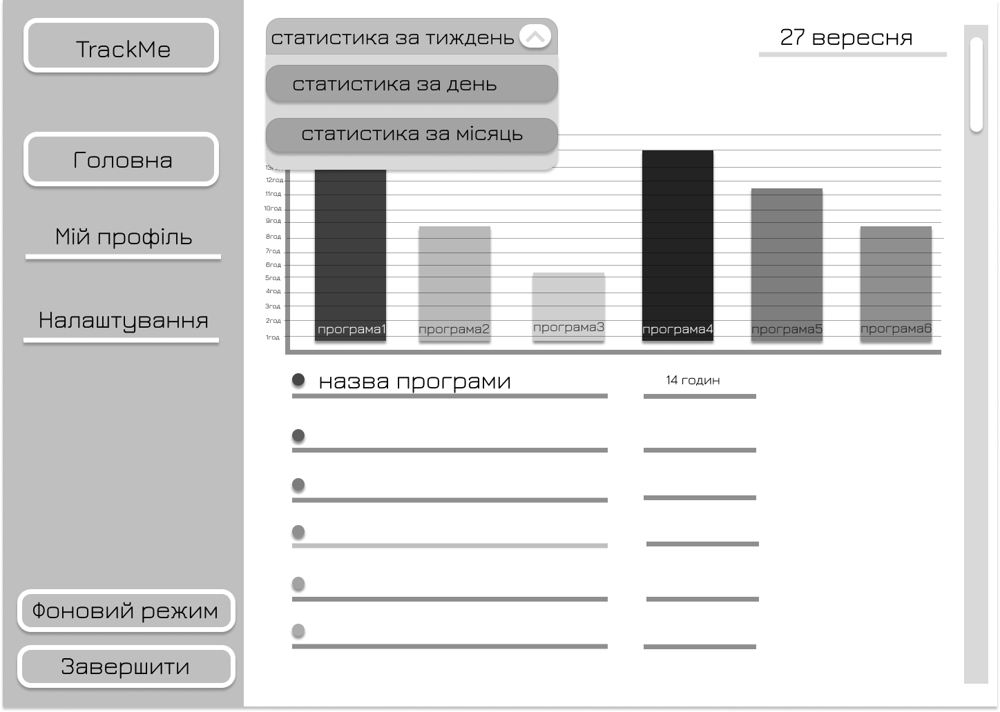 TrackMe
Головна
Мій профіль
Налаштування
Фоновий режим
Завершити
статистика за тиждень
статистика за день
статистика за місяць
27 вересня
12год
11год
10год
9год
8год
7год
6год
5год
4год
3год
2год
1год
програма1
програма2
програма3
програма4
програма5
програма6
назва програми
14 годин